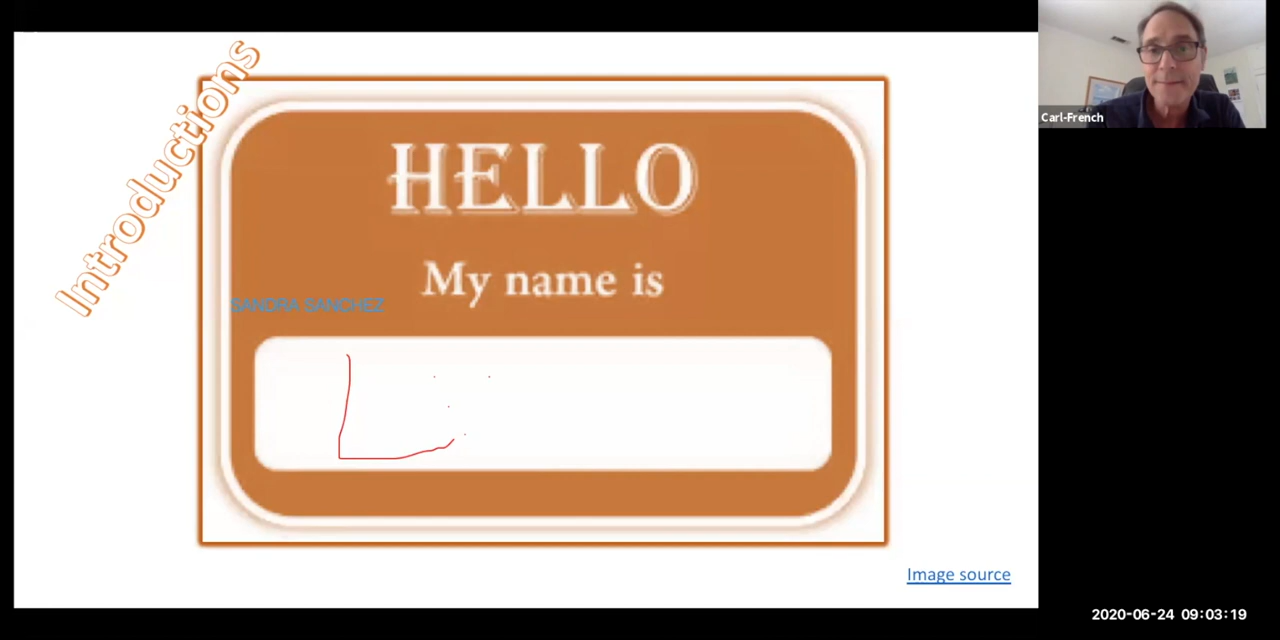 Introductions
HELLO
My name is
SANDRA SANCHEZ
L
Image source
Carl-French
2020-06-24 09:03:19